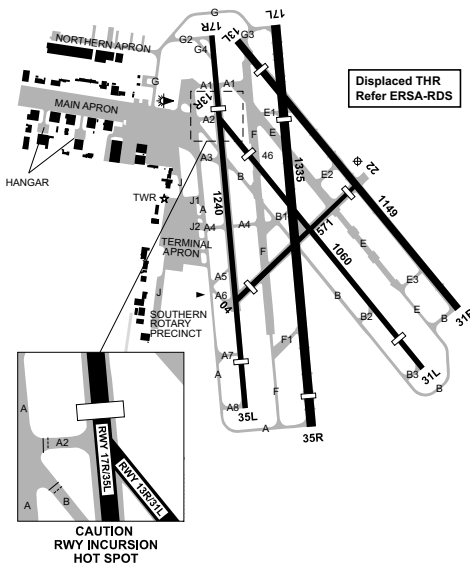 17L
17R
G
13L
G2
G3
G4
NORTHERN APRON
G
A1
A1
13R
MAIN APRON
Displaced THR
Refer ERSA-RDS
A2
E1
E
F
46
A3
HANGAR
B
E2
22
J
TWR
J1
A
1240
1335
1149
J2
A4
A4
B1
571
TERMINAL
APRON
F
1060
E
A5
J
A6
04
B
B2
E3
E
SOUTHERN
ROTARY
PRECINCT
B
31R
F1
A7
A
B3
31L
B
A8
35L
F
A
35R
A
A2
RWY 17R/35L
RWY 13R/31L
A
B
CAUTION
RWY INCURSION
HOT SPOT